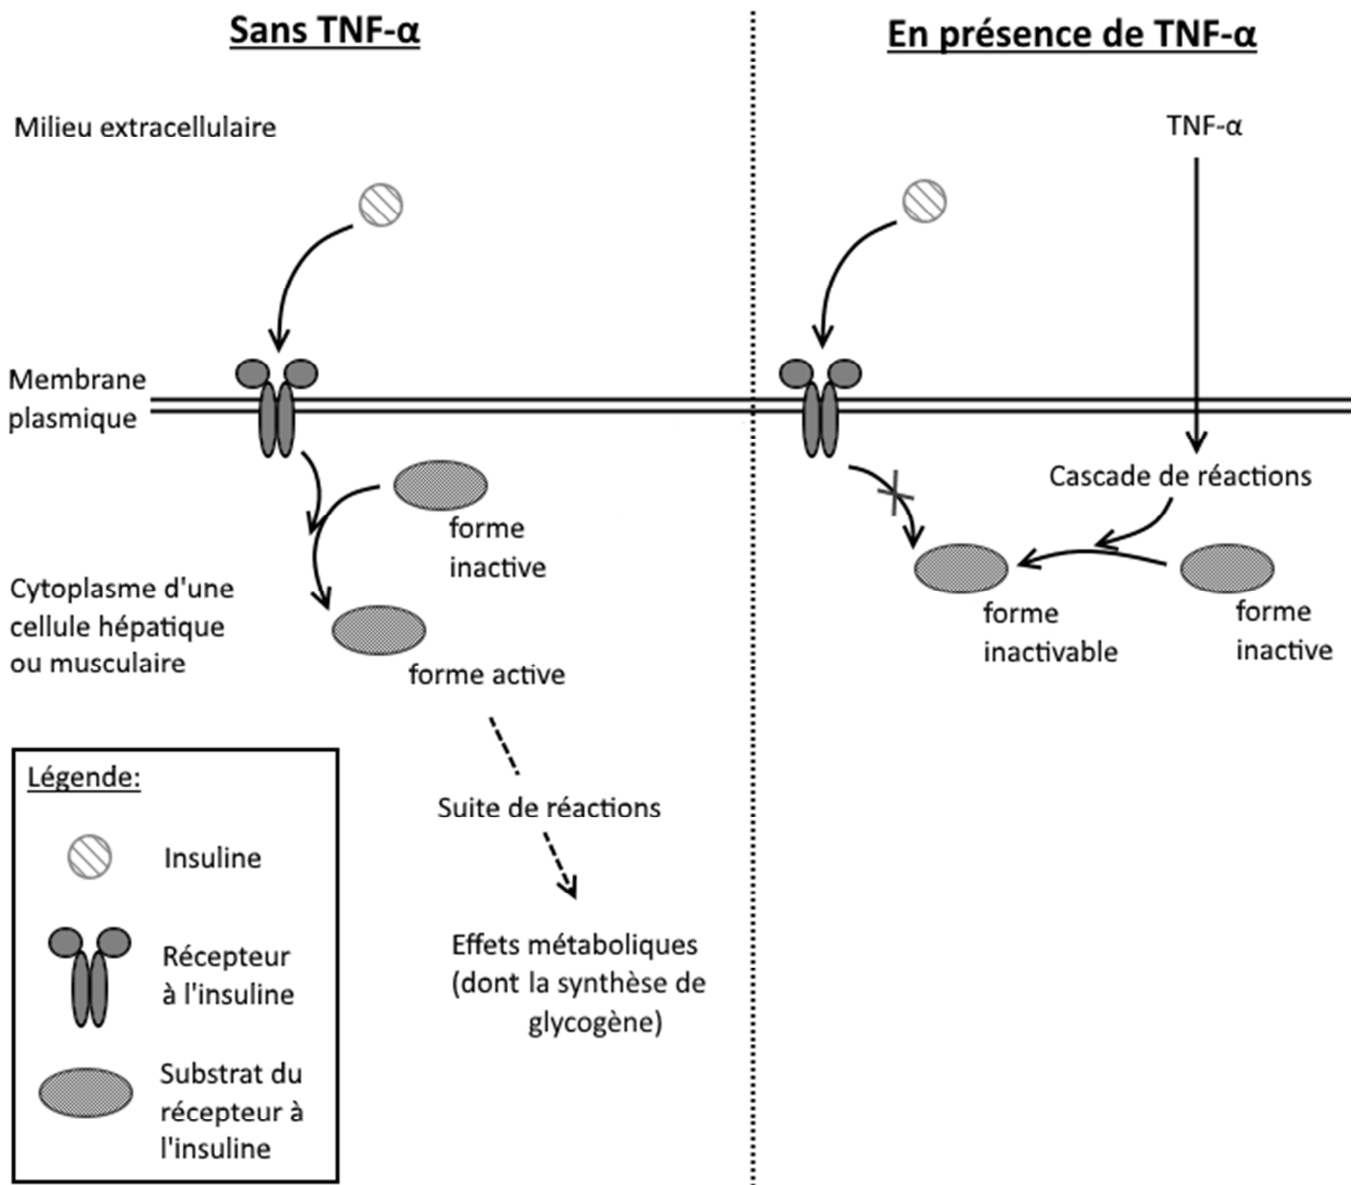 Sans TNF-α
En présence de TNF-α
Milieu extracellulaire
TNF-α
Membrane
plasmique
Cascade de réactions
forme
inactive
forme
inactivable
forme
inactive
Cytoplasme d'une
cellule hépatique
ou musculaire
forme active
Suite de réactions
Effets métaboliques
(dont la synthèse de
glycogène)
Légende:
Insuline
Récepteur
à l'insuline
Substrat du
récepteur à
l'insuline